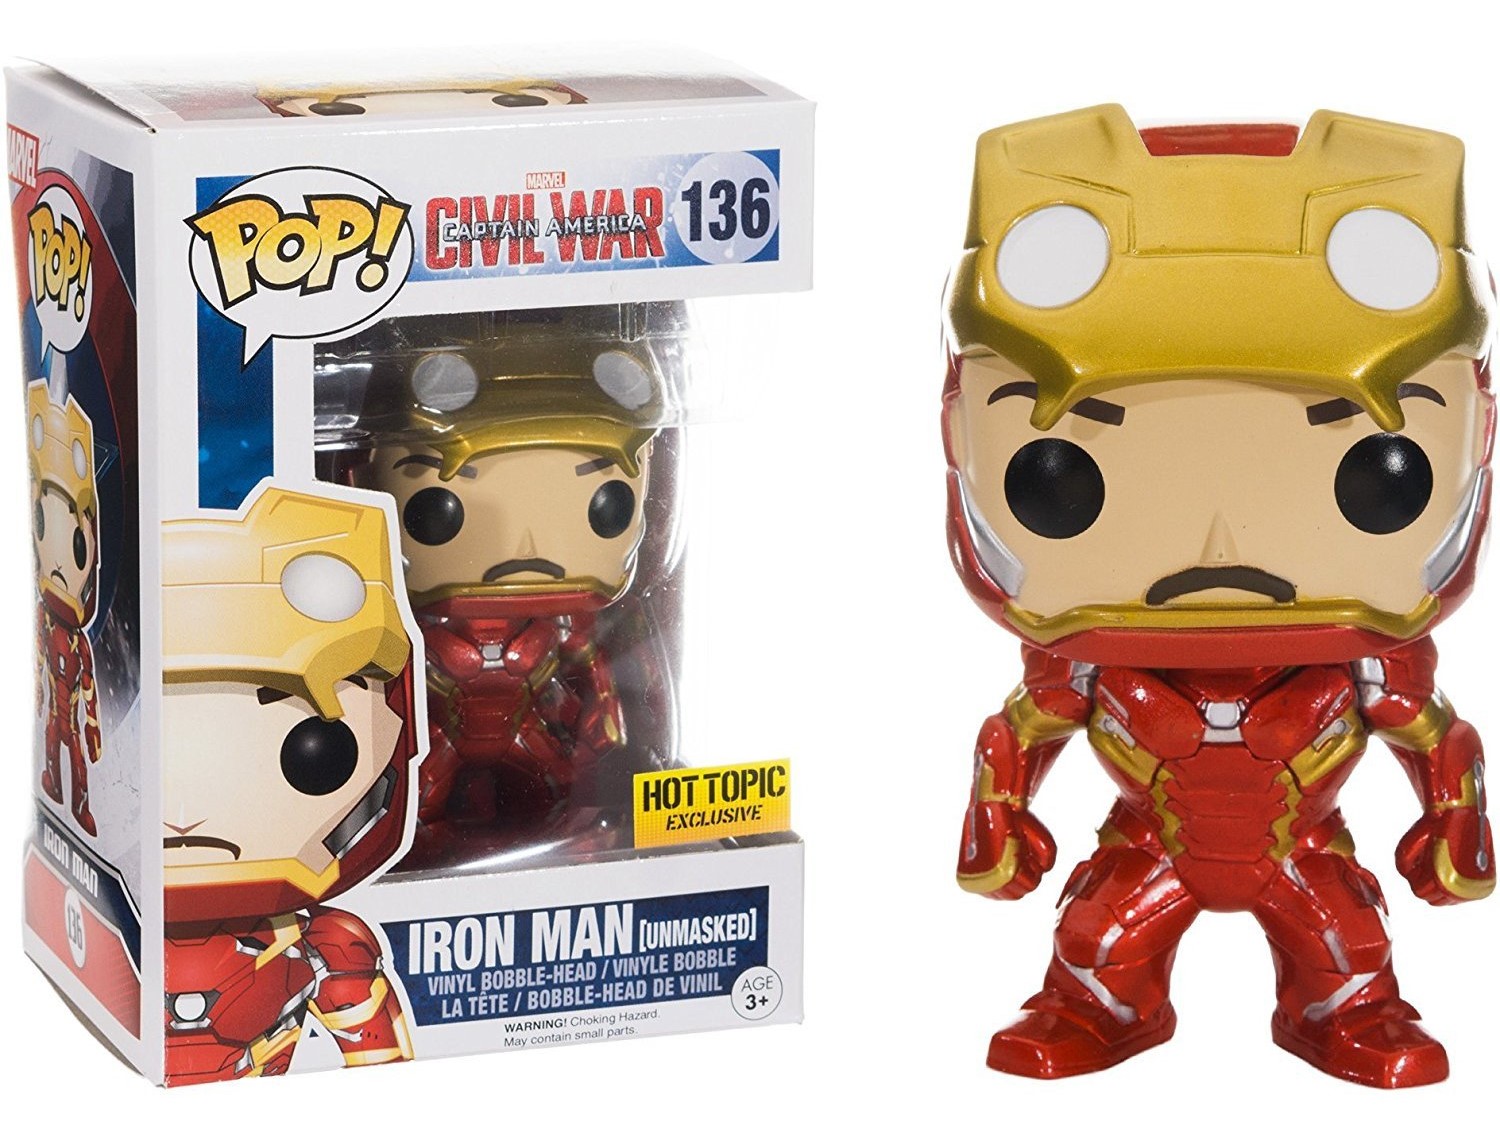 MARVEL
POP!
POP!
MARVEL
CIVIL WAR
CAPTAIN AMERICA
136
HOT TOPIC
EXCLUSIVE
IRON MAN
136
IRON MAN [UNMASKED]
VINYL BOBBLE-HEAD / VINYLE BOBBLE
LA TÊTE / BOBBLE-HEAD DE VINIL
AGE
3+
WARNING! Choking Hazard.
May contain small parts.